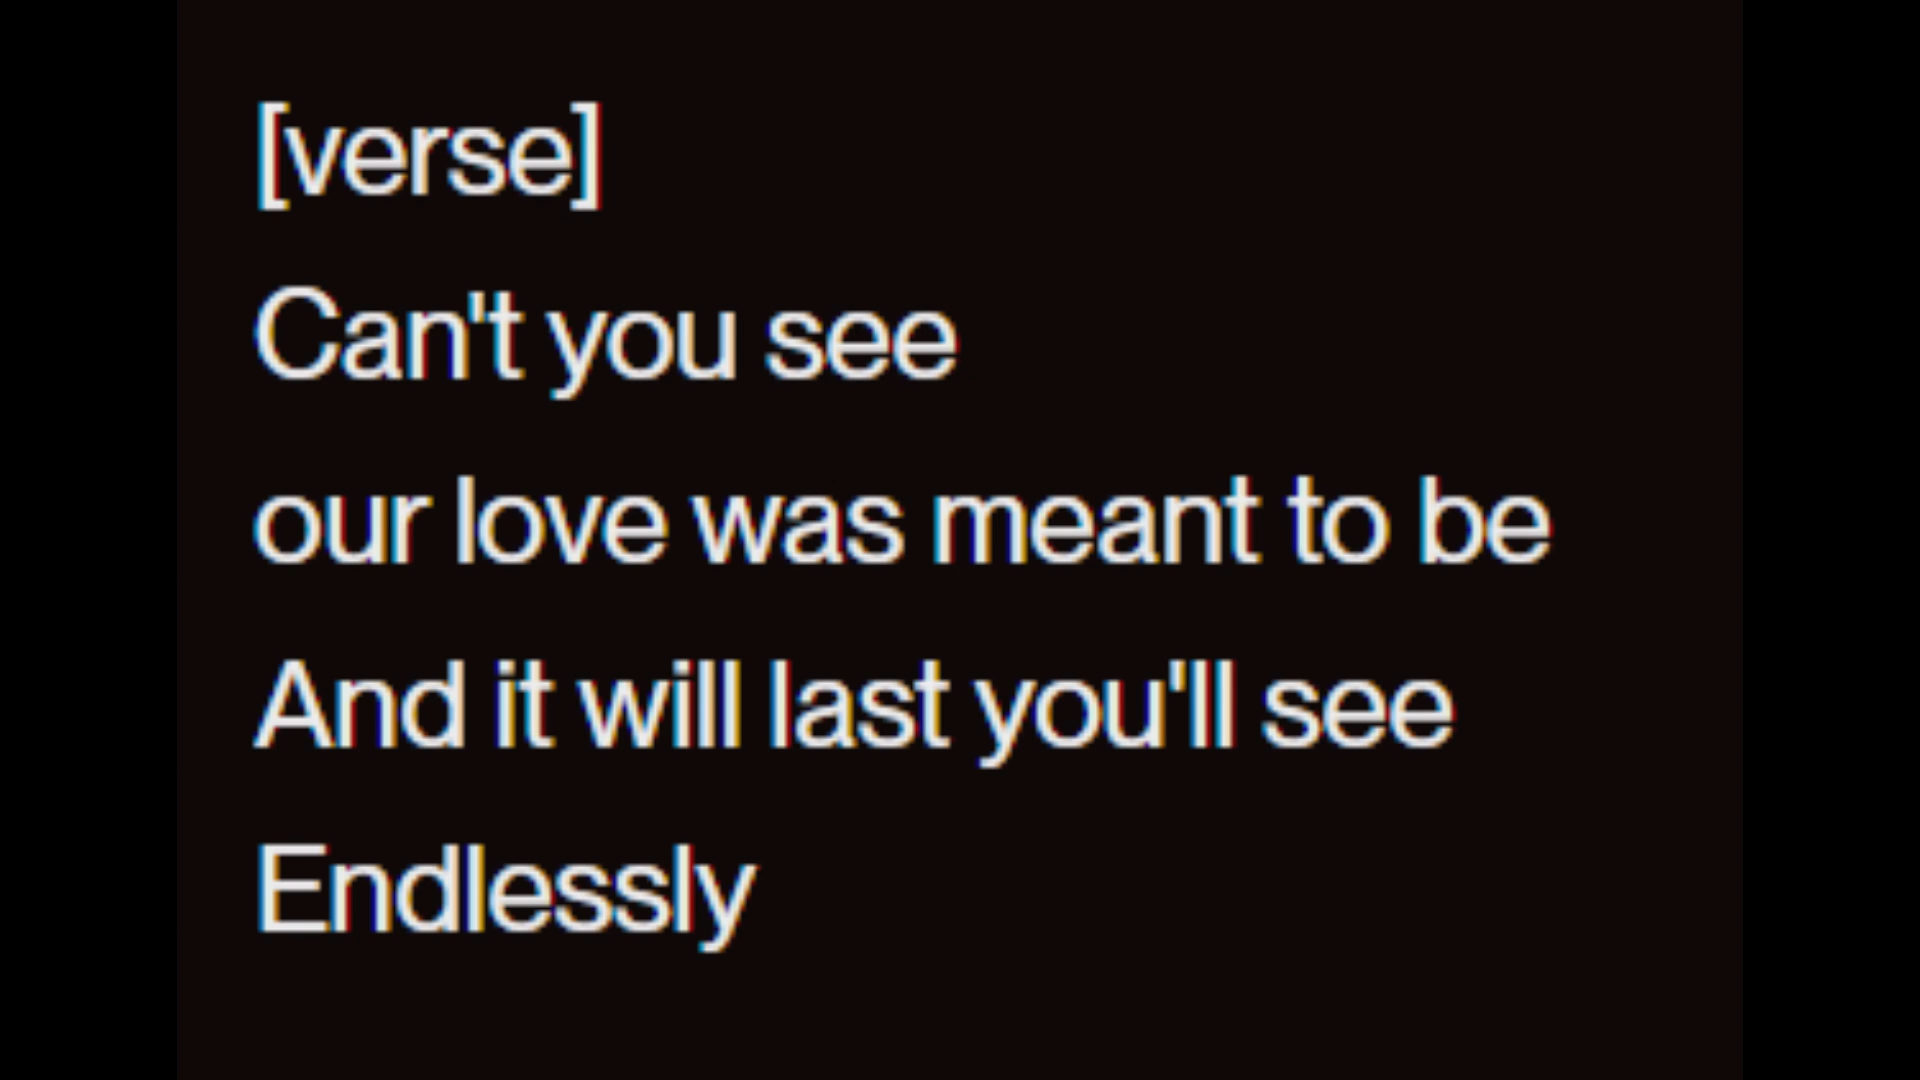 [verse]
Can't you see
our love was meant to be
And it will last you'll see
Endlessly